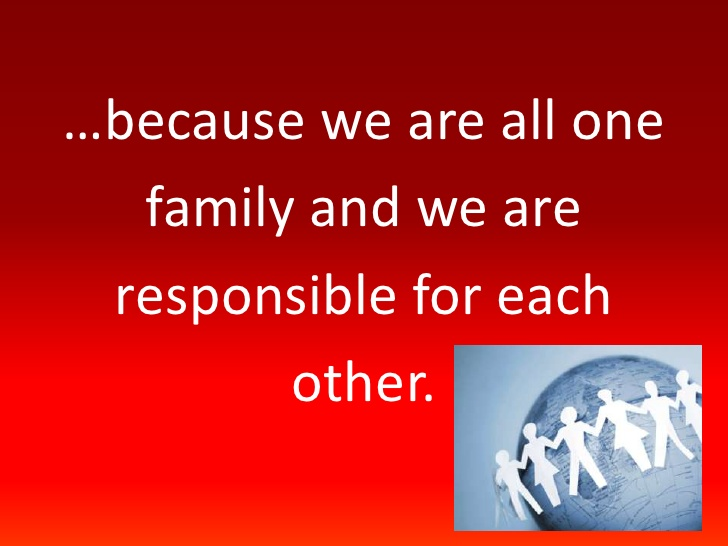 …because we are all one
family and we are
responsible for each
other.